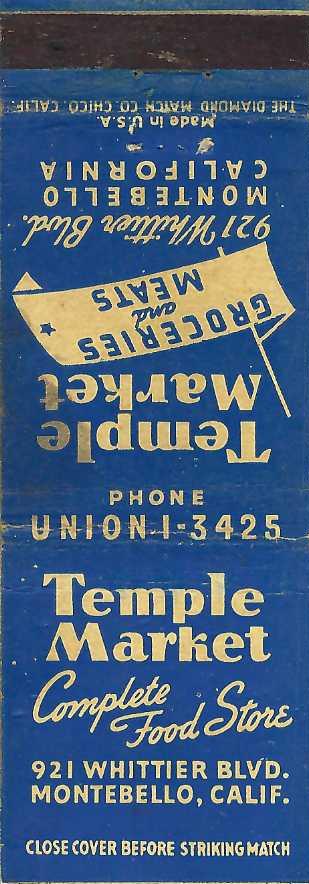 Temple
Market
GROCERIES
and
MEATS
921 Whittier Blvd.
MONTEBELLO
CALIFORNIA
Made in U.S.A.
THE DIAMOND MATCH CO. CHICO, CALIF.
PHONE
UNION-1-3425
Temple
Market
Complete
Food Store
921 WHITTIER BLVD.
MONTEBELLO, CALIF.
CLOSE COVER BEFORE STRIKING MATCH